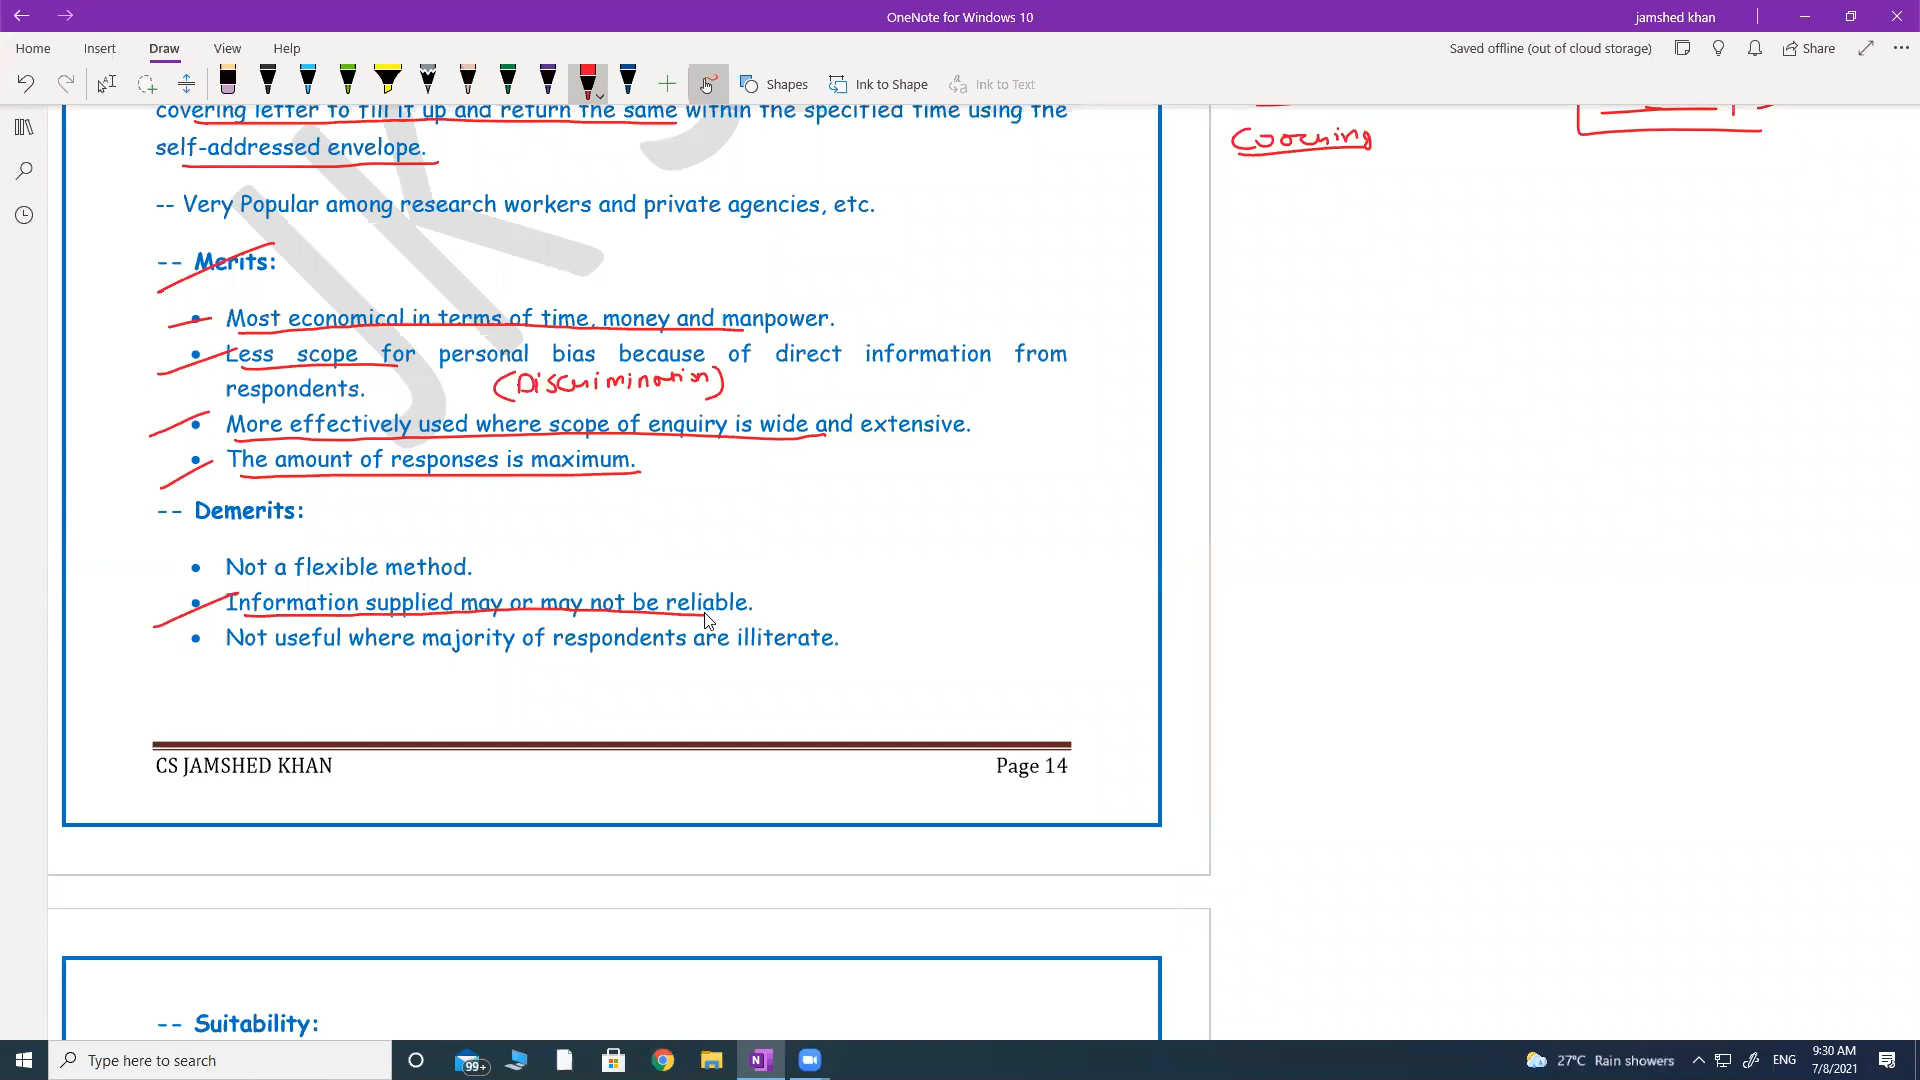 OneNote for Windows 10
jamshed khan
Home Insert Draw View Help
Saved offline (out of cloud storage)
Share
Shapes
Ink to Shape
Ink to Text
covering letter to fill it up and return the same within the specified time using the
self-addressed envelope.
Cooching
-- Very Popular among research workers and private agencies, etc.
-- Merits:
• Most economical in terms of time, money and manpower.
• Less scope for personal bias because of direct information from
respondents.
(Discrimination)
• More effectively used where scope of enquiry is wide and extensive.
• The amount of responses is maximum.
-- Demerits:
• Not a flexible method.
• Information supplied may or may not be reliable.
• Not useful where majority of respondents are illiterate.
CS JAMSHED KHAN
Page 14
-- Suitability:
Type here to search
99+
27°C Rain showers
ENG
9:30 AM
7/8/2021